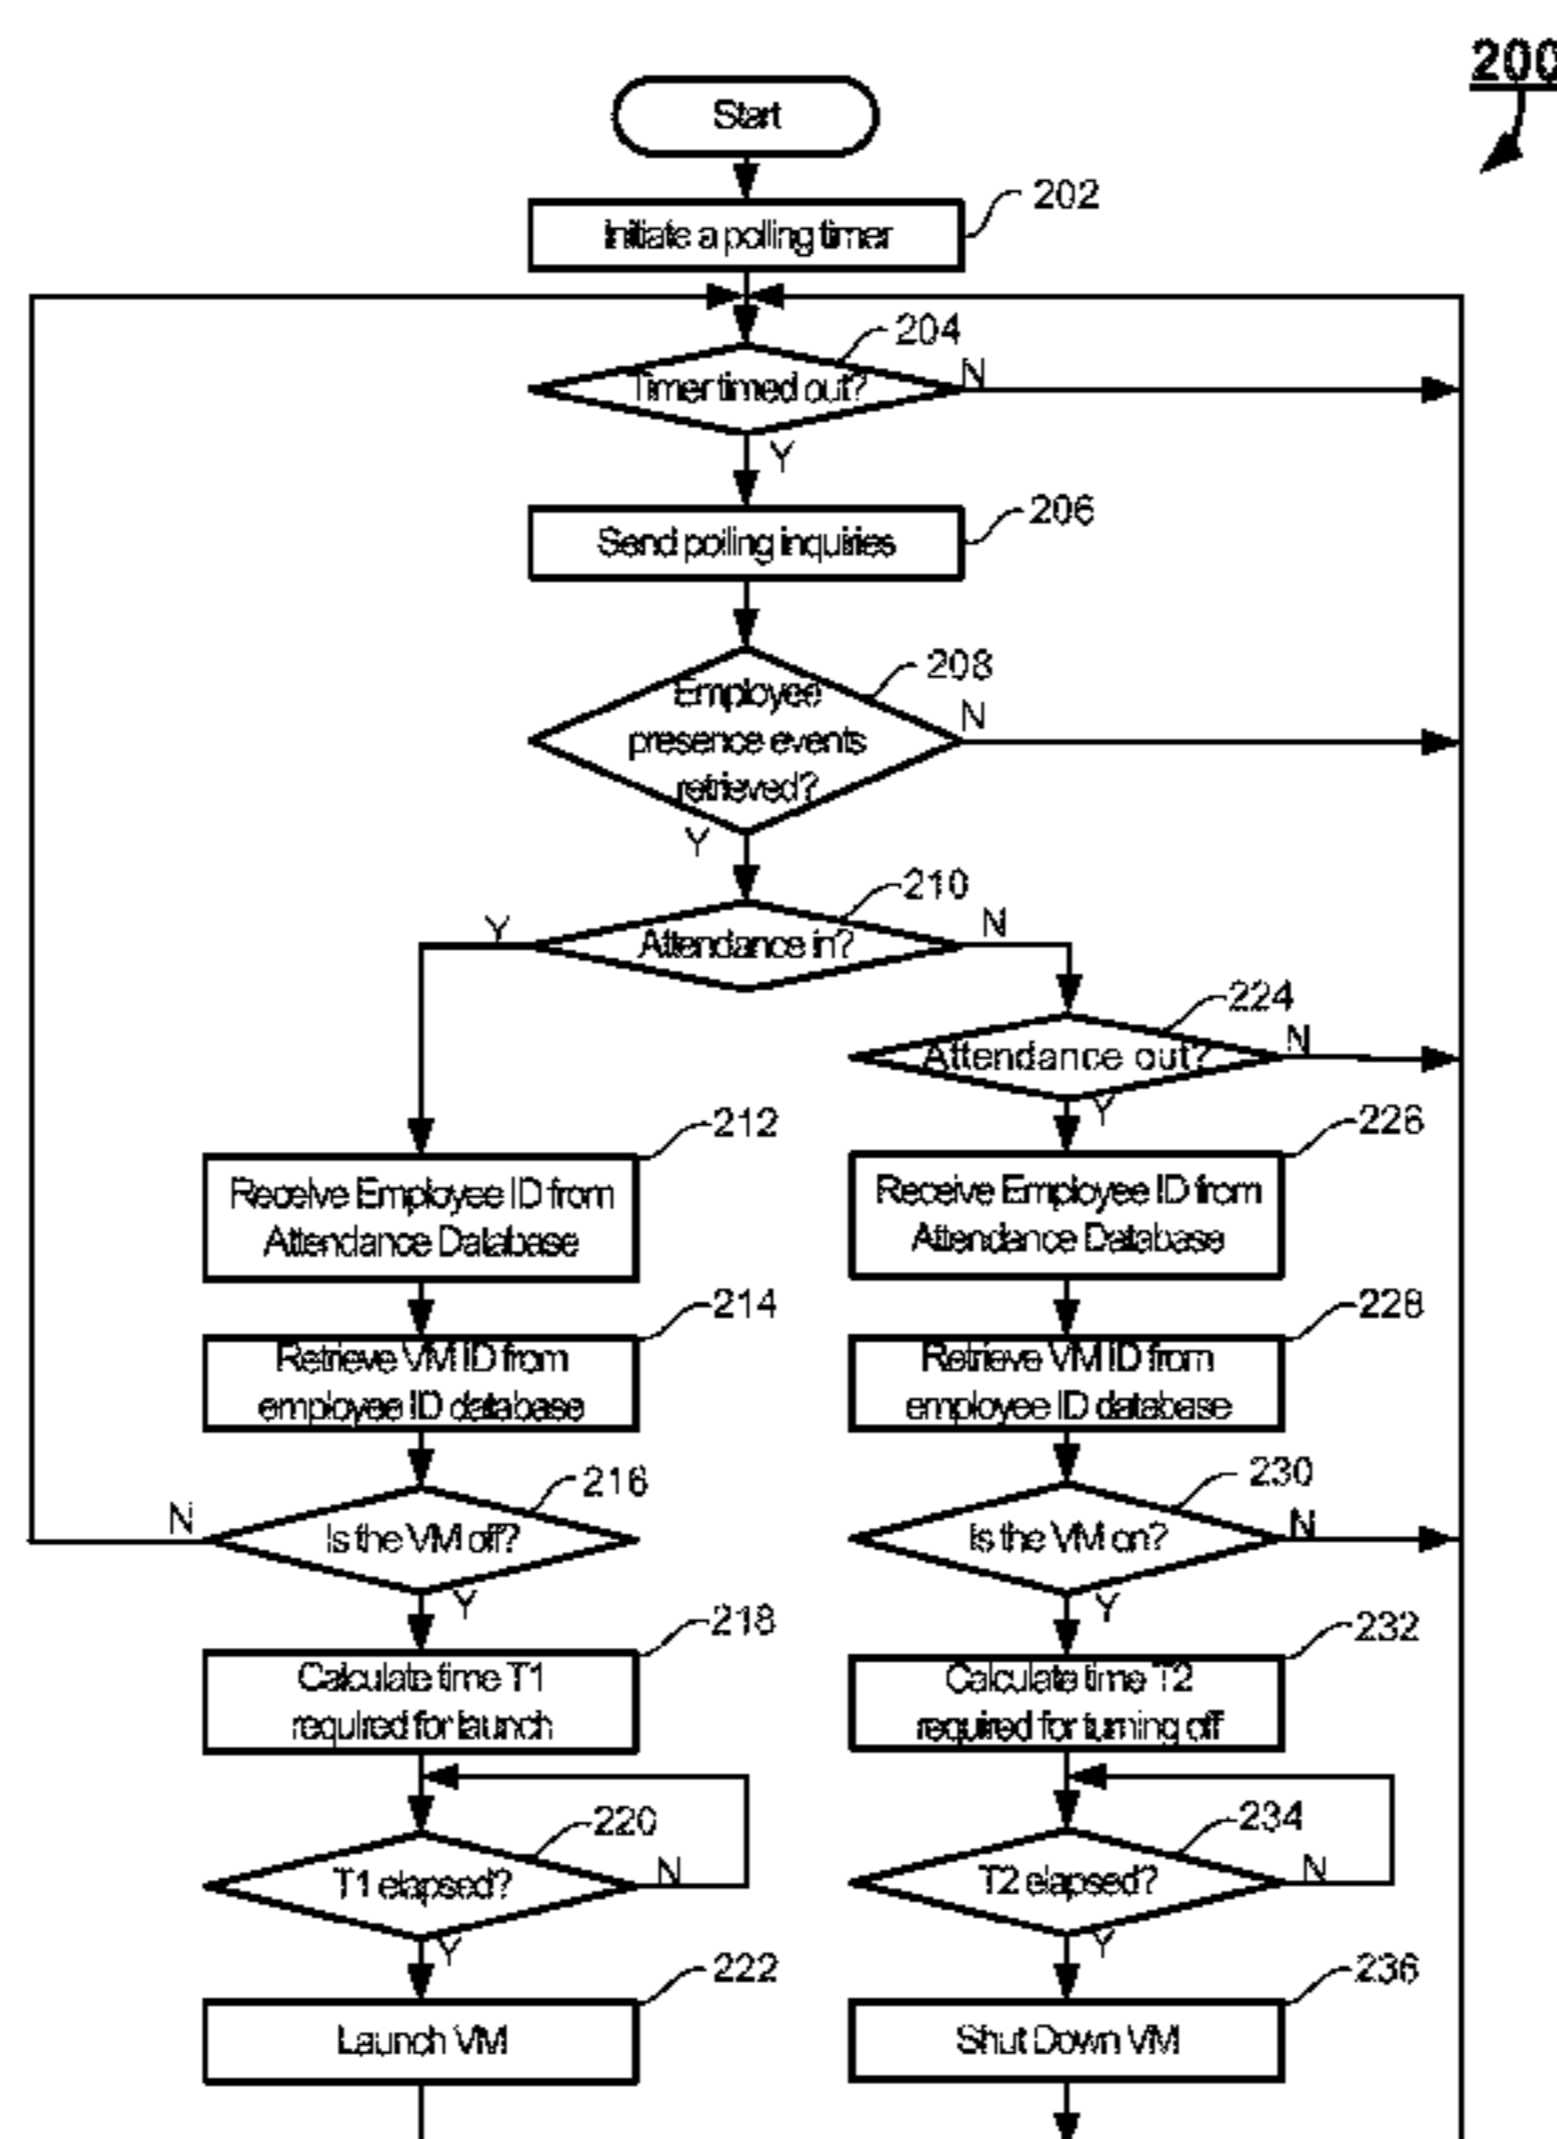 200
Start
202
Initiate a polling timer
204
Timer timed out?
N
Y
206
Send polling inquiries
208
Employee
presence events
retrieved?
N
Y
210
Attendance in?
Y
N
224
Attendance out?
N
Y
212
Receive Employee ID from
Attendance Database
226
Receive Employee ID from
Attendance Database
214
Retrieve VM ID from
employee ID database
228
Retrieve VM ID from
employee ID database
216
Is the VM off?
N
Y
230
Is the VM on?
N
Y
218
Calculate time T1
required for launch
232
Calculate time T2
required for turning off
220
T1 elapsed?
N
Y
234
T2 elapsed?
N
Y
222
Launch VM
236
Shut Down VM